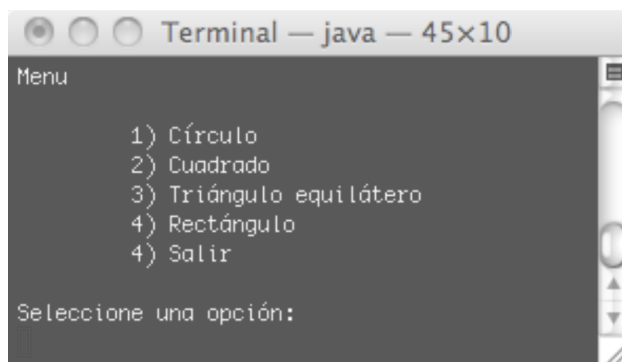 Terminal — java — 45×10
Menu
1) Círculo
2) Cuadrado
3) Triángulo equilátero
4) Rectángulo
4) Salir
Seleccione una opción: